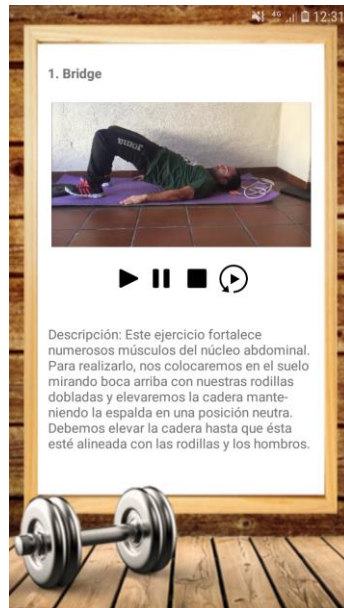 4G 12:31
1. Bridge
JOMA
Descripción: Este ejercicio fortalece
numerosos músculos del núcleo abdominal.
Para realizarlo, nos colocaremos en el suelo
mirando boca arriba con nuestras rodillas
dobladas y elevaremos la cadera mante-
niendo la espalda en una posición neutra.
Debemos elevar la cadera hasta que ésta
esté alineada con las rodillas y los hombros.